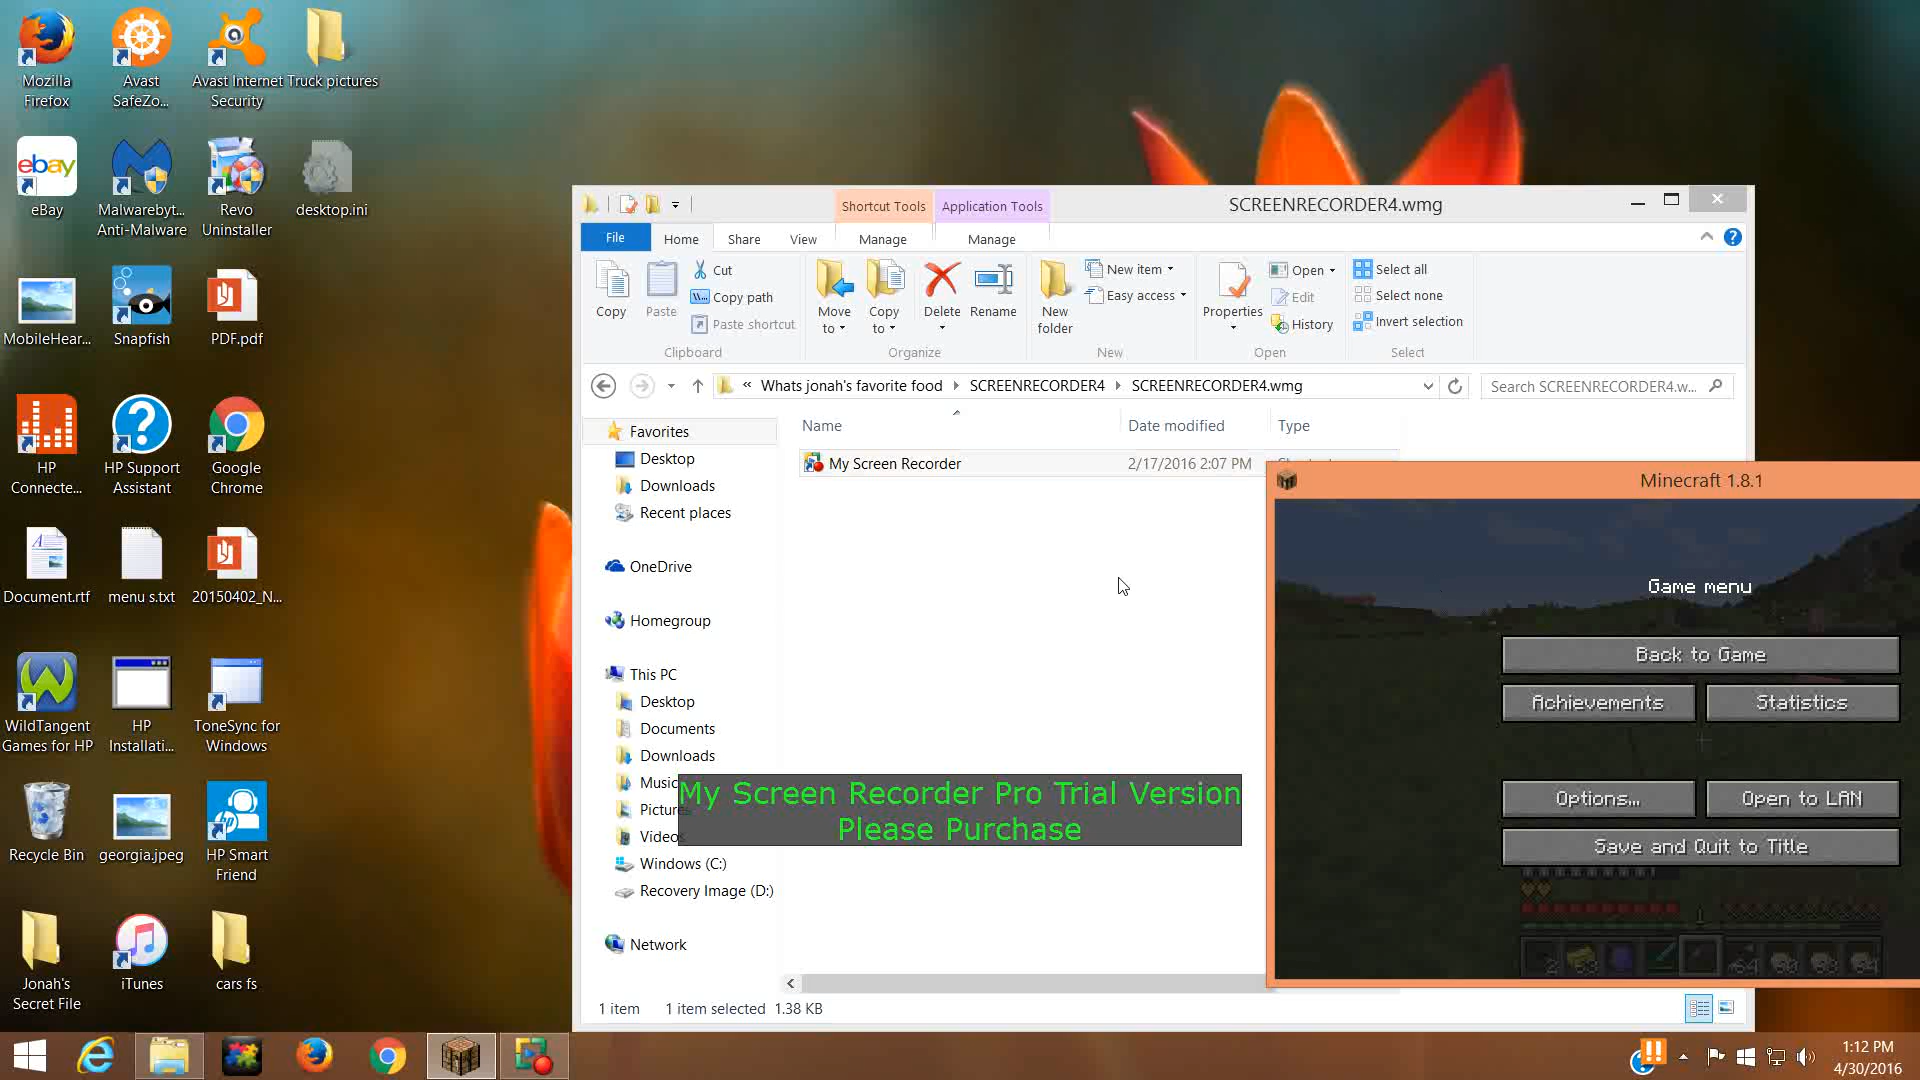 Mozilla
Firefox
Avast
SafeZo...
Avast Internet
Security
Truck pictures
ebay
eBay
Malwarebyt...
Anti-Malware
Revo
Uninstaller
desktop.ini
MobileHear...
Snapfish
PDF.pdf
HP
Connecte...
HP Support
Assistant
Google
Chrome
Document.rtf
menu s.txt
20150402_N...
WildTangent
Games for HP
HP
Installati...
ToneSync for
Windows
Recycle Bin
georgia.jpeg
HP Smart
Friend
Jonah's
Secret File
iTunes
cars fs
Shortcut Tools
Application Tools
SCREENRECORDER4.wmg
File
Home
Share
View
Manage
Manage
Copy
Paste
Cut
Copy path
Paste shortcut
Clipboard
Move
to
Copy
to
Delete
Rename
Organize
New
folder
New item
Easy access
New
Properties
Open
Edit
History
Open
Select all
Select none
Invert selection
Select
« Whats jonah's favorite food
SCREENRECORDER4
SCREENRECORDER4.wmg
Search SCREENRECORDER4.w...
Name
Date modified
Type
My Screen Recorder
2/17/2016 2:07 PM
Favorites
Desktop
Downloads
Recent places
OneDrive
Homegroup
This PC
Desktop
Documents
Downloads
Music
Videos
Windows (C:)
Recovery Image (D:)
Network
My Screen Recorder Pro Trial Version
Please Purchase
1 item
1 item selected 1.38 KB
Minecraft 1.8.1
Game menu
Back to Game
Achievements
Statistics
Options...
Open to LAN
Save and Quit to Title
2
64
64
1:12 PM
4/30/2016